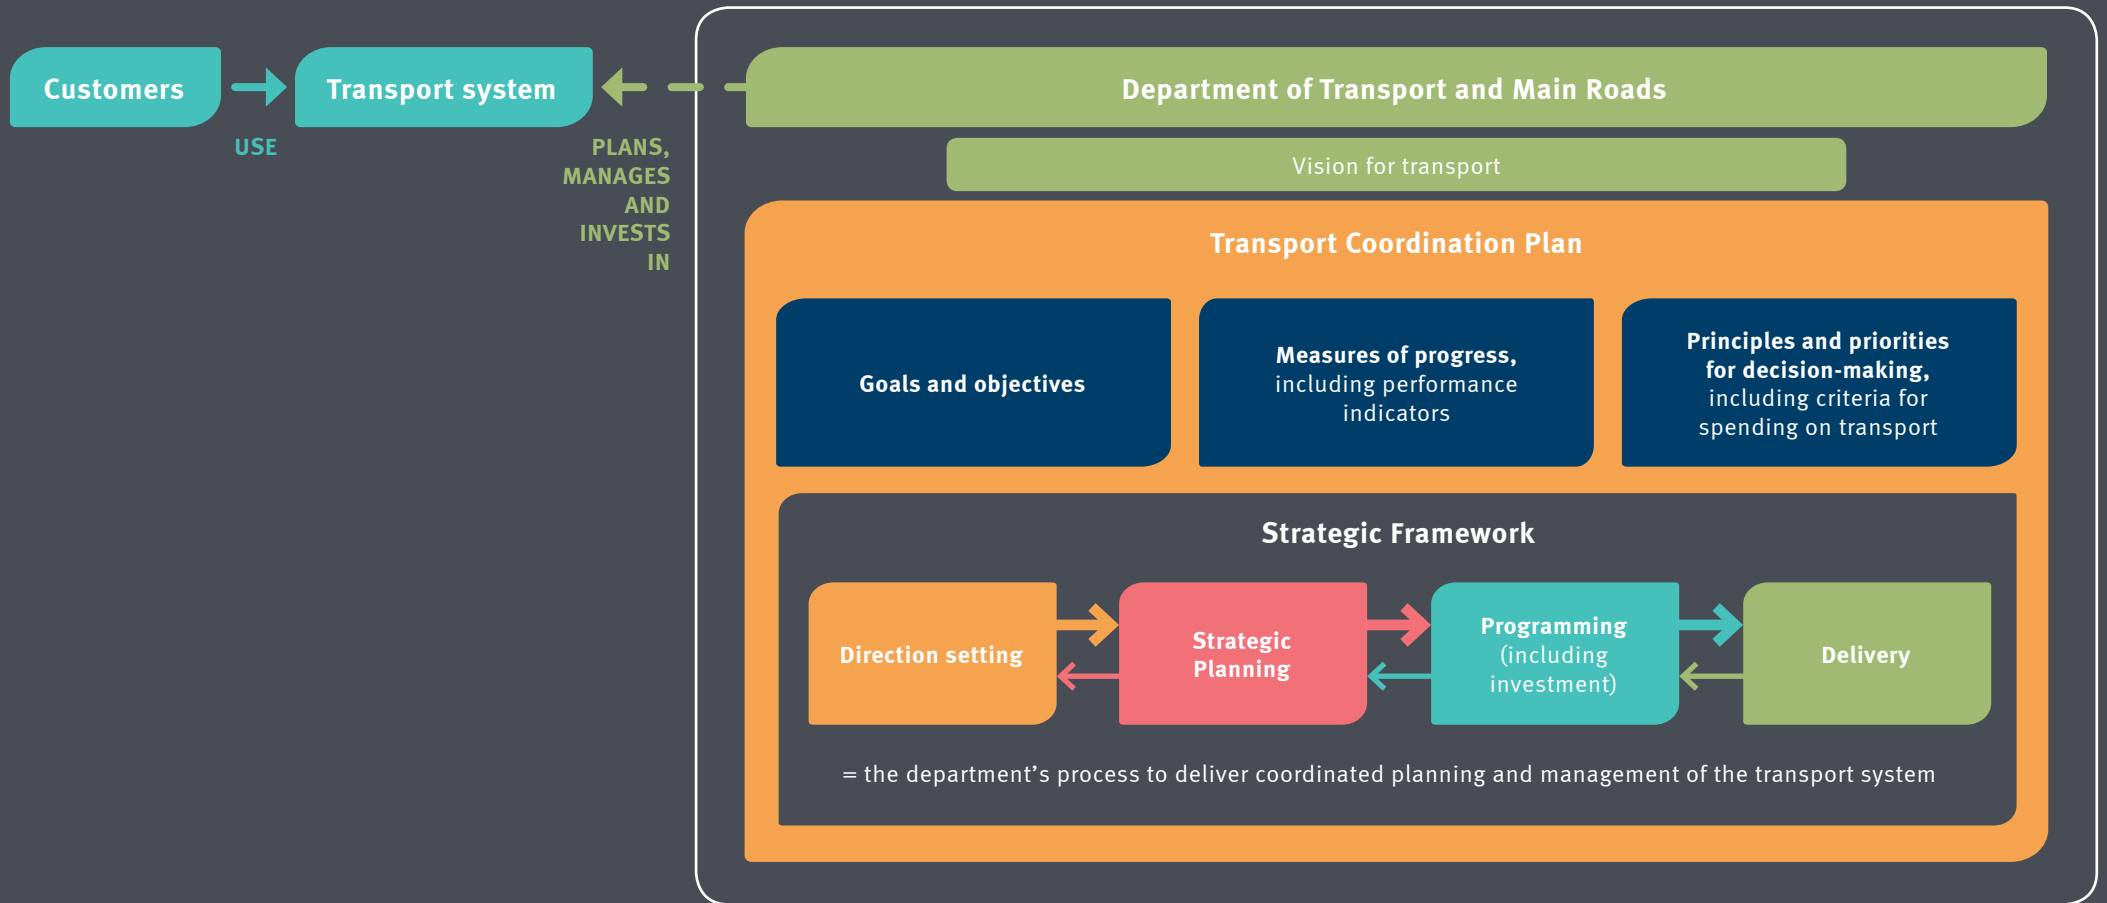 Customers
Transport system
Department of Transport and Main Roads
USE
PLANS,
MANAGES
AND
INVESTS
IN
Vision for transport
Transport Coordination Plan
Goals and objectives
Measures of progress,
including performance
indicators
Principles and priorities
for decision-making,
including criteria for
spending on transport
Strategic Framework
Direction setting
Strategic
Planning
Programming
(including
investment)
Delivery
= the department’s process to deliver coordinated planning and management of the transport system